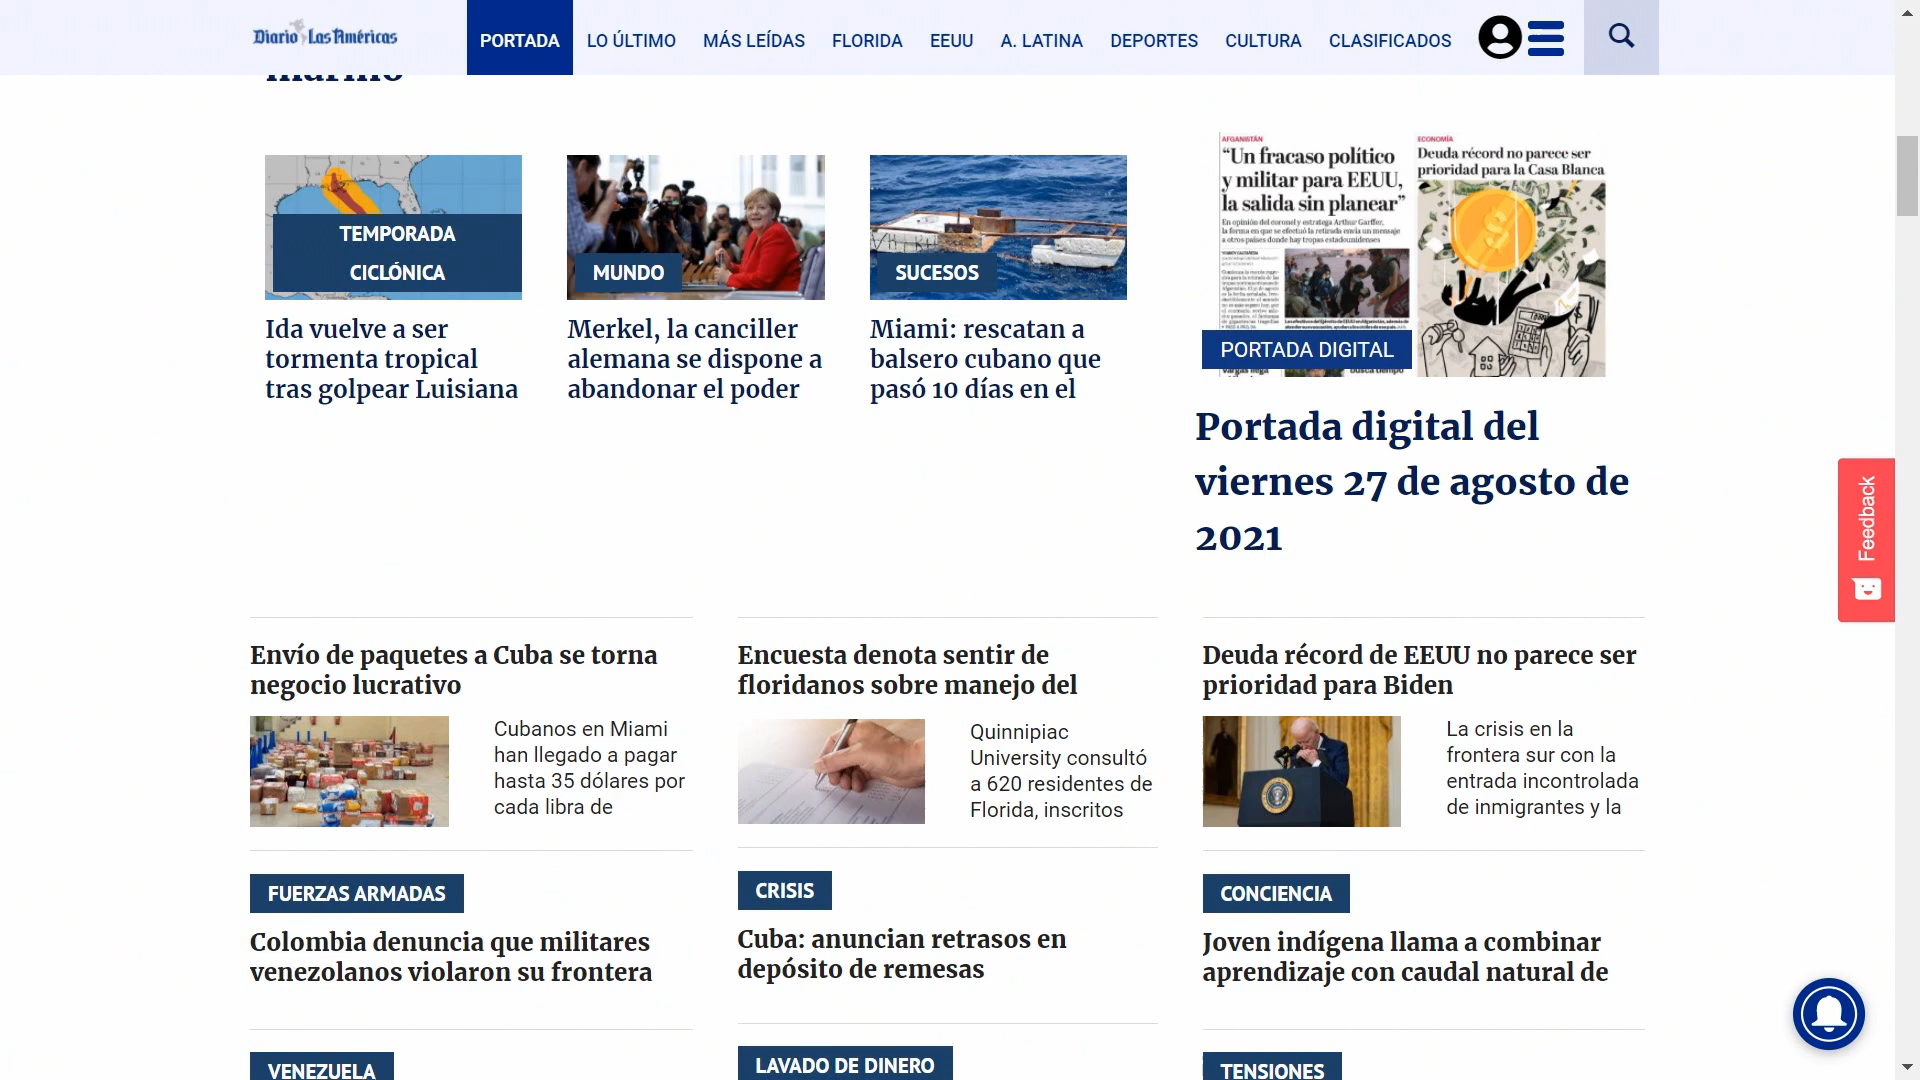 Diario Las Américas
PORTADA
LO ÚLTIMO
MÁS LEÍDAS
FLORIDA
EEUU
A. LATINA
DEPORTES
CULTURA
CLASIFICADOS
TEMPORADA
CICLÓNICA
Ida vuelve a ser
tormenta tropical
tras golpear Luisiana
MUNDO
Merkel, la canciller
alemana se dispone a
abandonar el poder
SUCESOS
Miami: rescatan a
balsero cubano que
pasó 10 días en el
AFGANISTÁN
“Un fracaso político
y militar para EEUU,
la salida sin planear”
En opinión del coronel y estratega Arthur Garffer,
la forma en que se efectuó la retirada envía un mensaje
a otros países donde hay tropas estadounidenses
ECONOMÍA
Deuda récord no parece ser
prioridad para la Casa Blanca
PORTADA DIGITAL
Portada digital del
viernes 27 de agosto de
2021
Feedback
Envío de paquetes a Cuba se torna
negocio lucrativo
Cubanos en Miami
han llegado a pagar
hasta 35 dólares por
cada libra de
Encuesta denota sentir de
floridanos sobre manejo del
Quinnipiac
University consultó
a 620 residentes de
Florida, inscritos
Deuda récord de EEUU no parece ser
prioridad para Biden
La crisis en la
frontera sur con la
entrada incontrolada
de inmigrantes y la
FUERZAS ARMADAS
Colombia denuncia que militares
venezolanos violaron su frontera
CRISIS
Cuba: anuncian retrasos en
depósito de remesas
CONCIENCIA
Joven indígena llama a combinar
aprendizaje con caudal natural de
VENEZUELA
LAVADO DE DINERO
TENSIONES